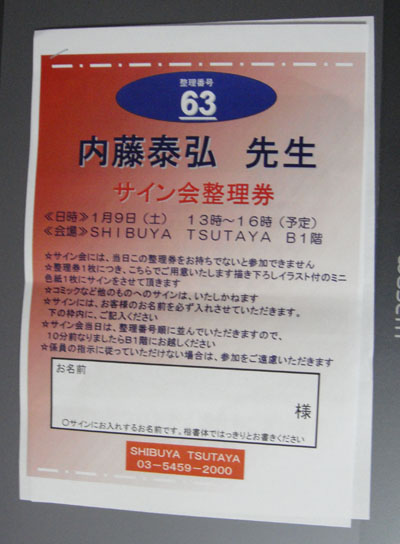 整理番号
63
内藤泰弘 先生
サイン会整理券
≪日時≫1月9日(土) 13時~16時(予定)
≪会場≫SHIBUYA TSUTAYA B1階
☆サイン会には、当日この整理券をお持ちでないと参加できません
☆整理券1枚につき、こちらでご用意いたします描き下ろしイラスト付のミニ
色紙1枚にサインをさせて頂きます
☆コミックなど他のものへのサインは、いたしかねます
☆サインには、お客様のお名前を必ず入れさせていただきます。
下の枠内に、ご記入ください
☆サイン会当日は、整理番号順に並んでいただきますので、
10分前なりましたらB1階にお越しください
☆係員の指示に従っていただけない場合は、参加をご遠慮いただきます
お名前
様
○サインにお入れするお名前です。楷書体ではっきりとお書きください
SHIBUYA TSUTAYA
03-5459-2000